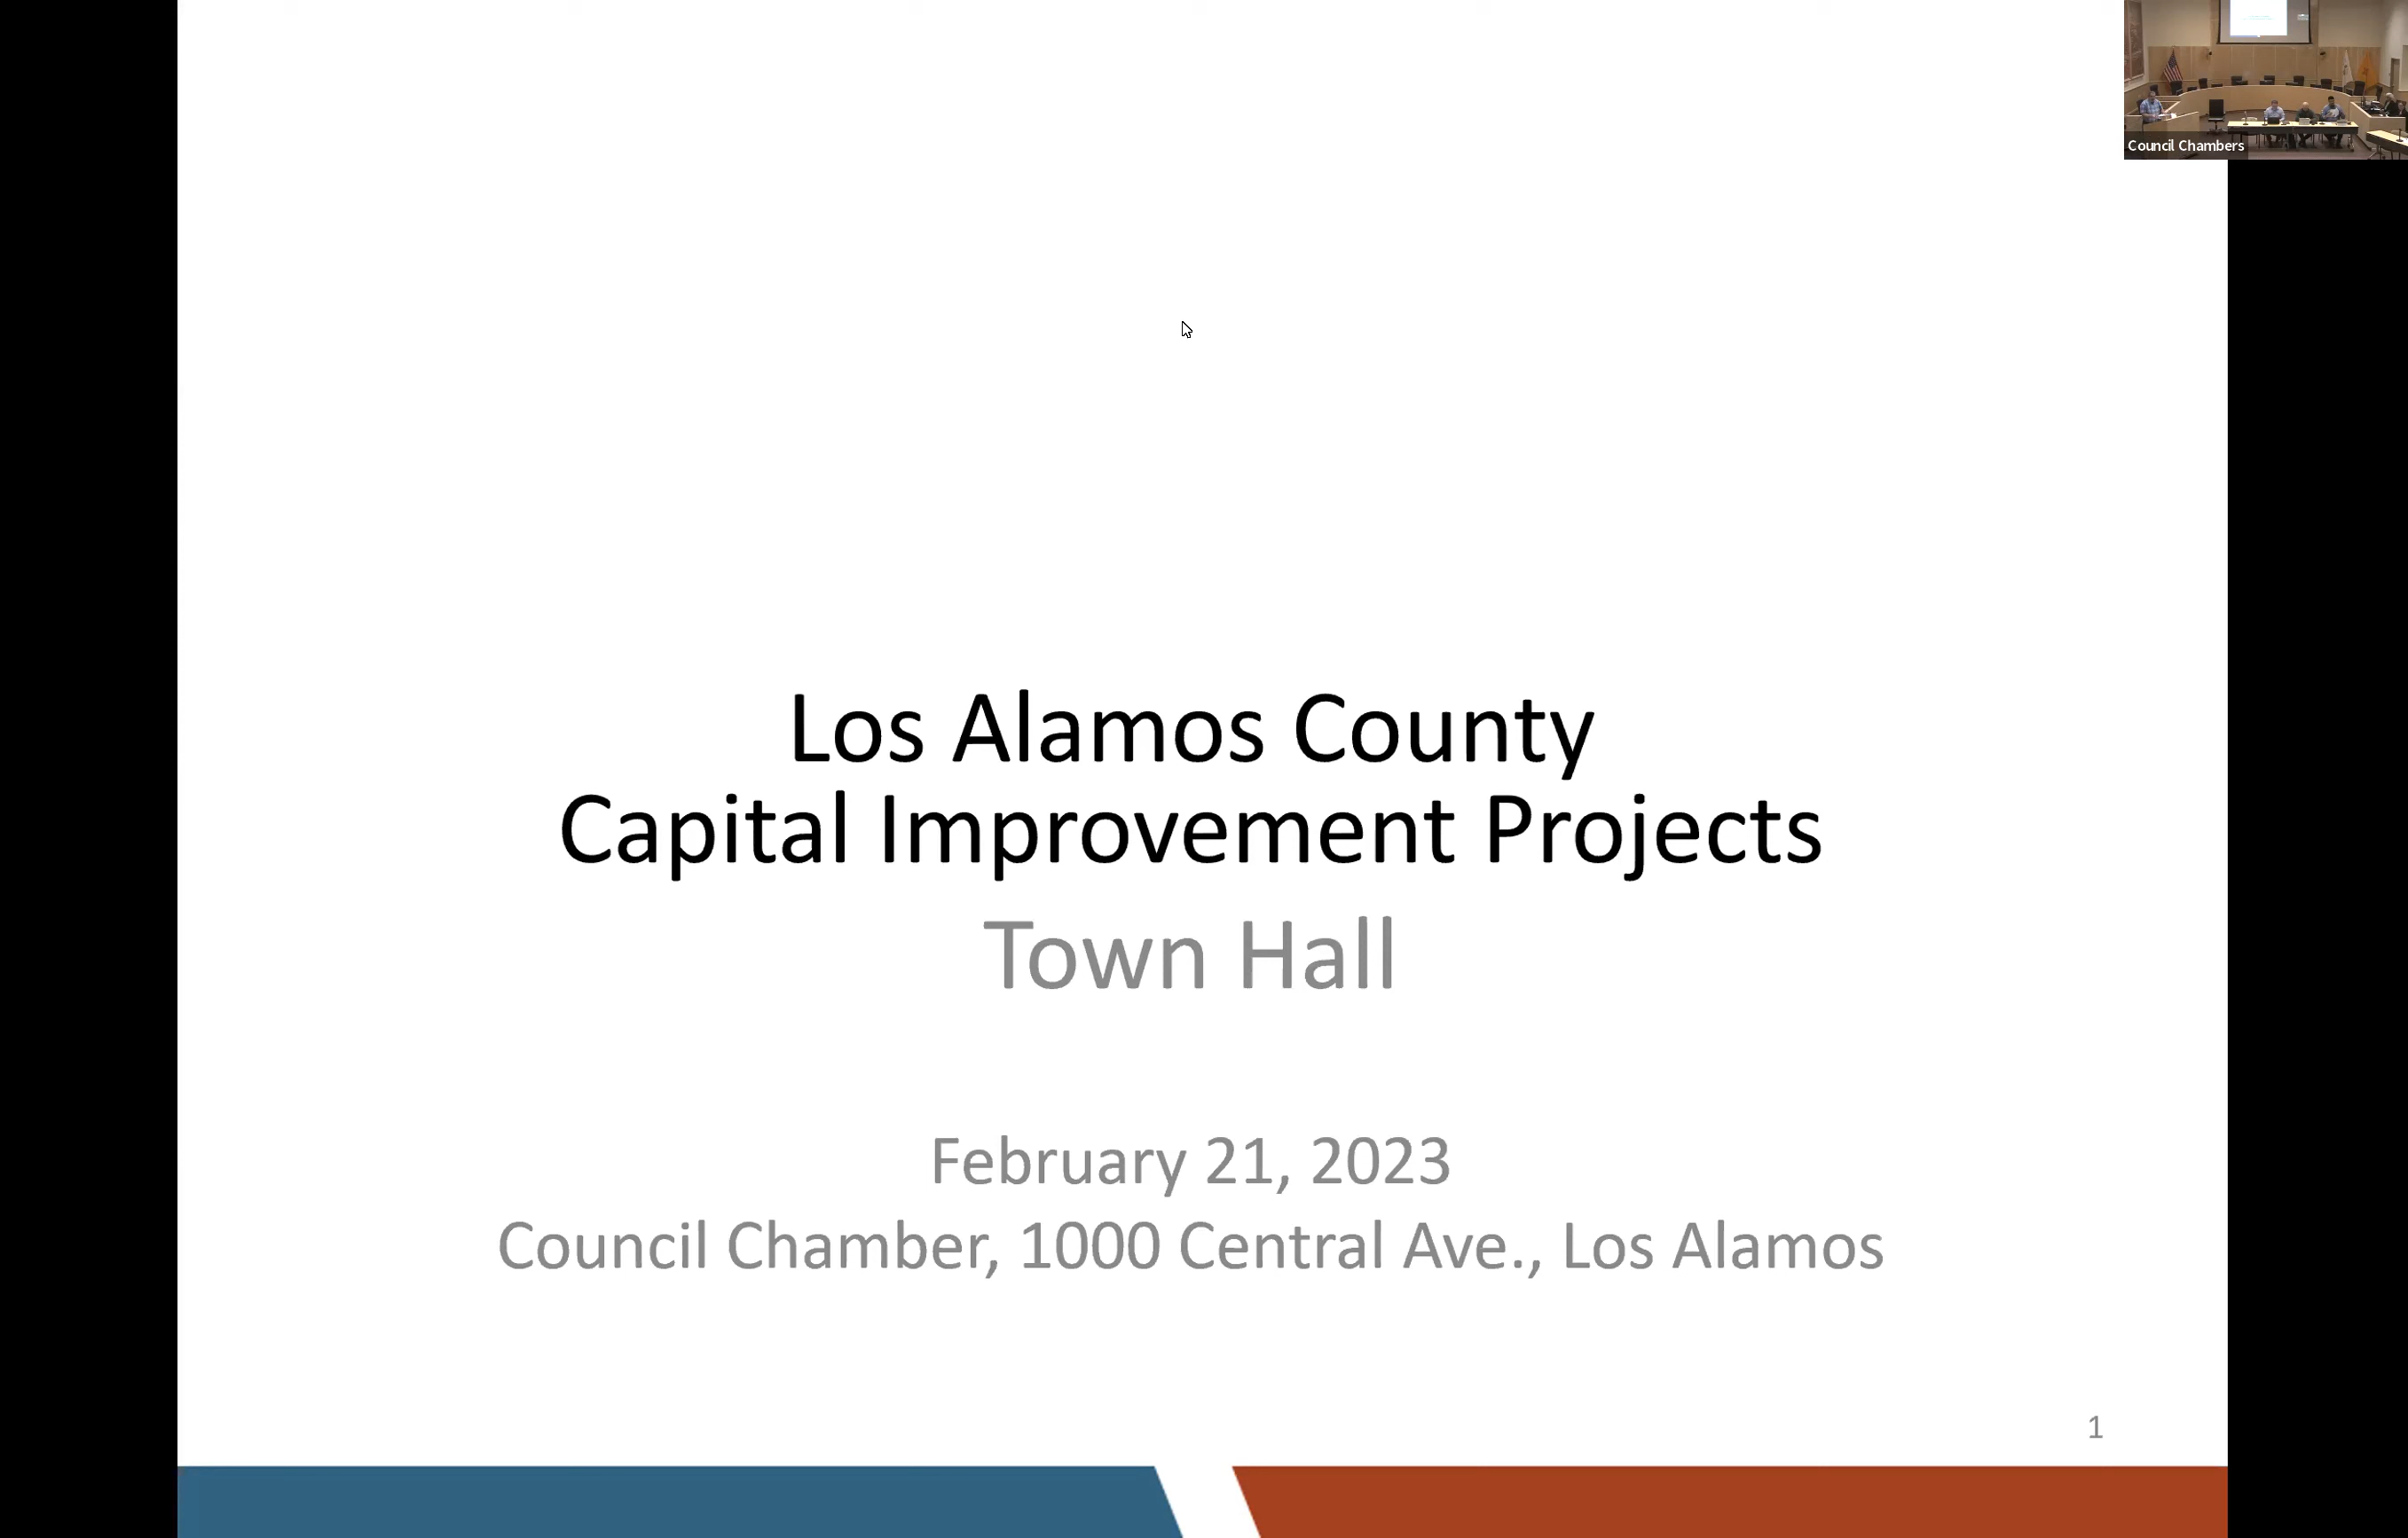 Council Chambers
Los Alamos County
Capital Improvement Projects
Town Hall
February 21, 2023
Council Chamber, 1000 Central Ave., Los Alamos
1